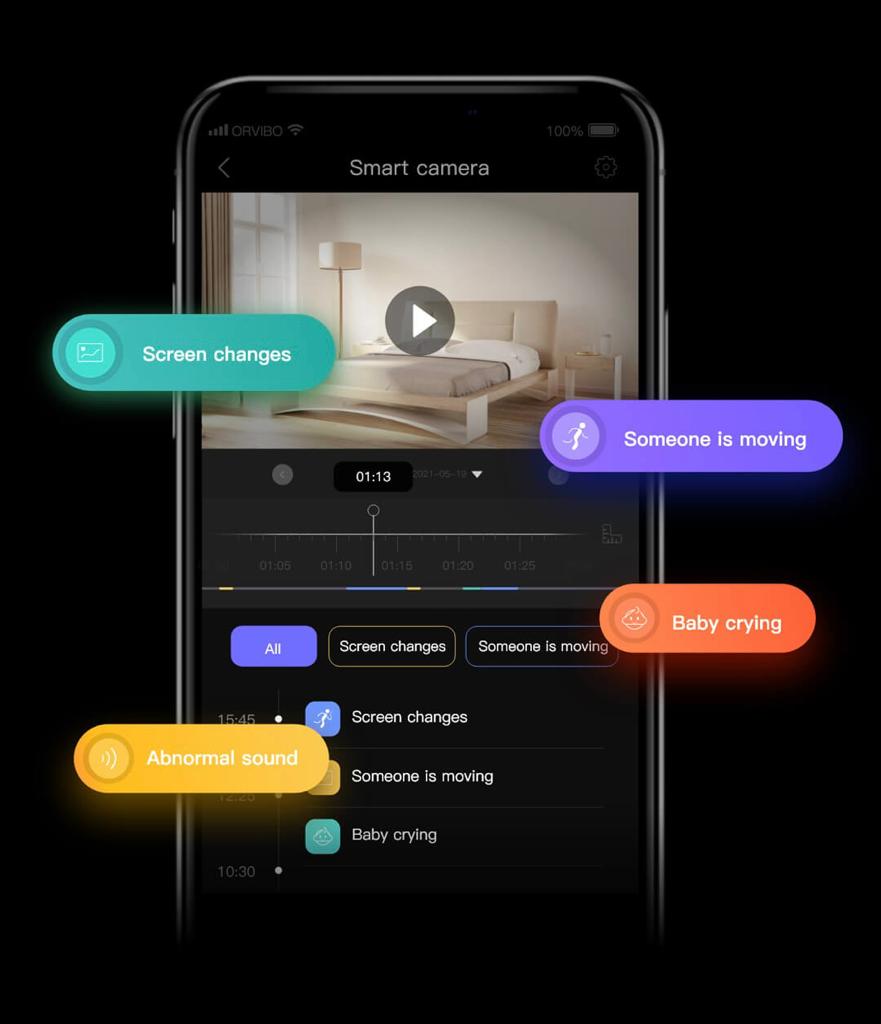 ORVIBO
100%
Smart camera
Screen changes
Someone is moving
01:13
2021-05-19
01:05 01:10 01:15 01:20 01:25
Baby crying
All
Screen changes
Someone is moving
15:45
Screen changes
Abnormal sound
Someone is moving
12:25
Baby crying
10:30